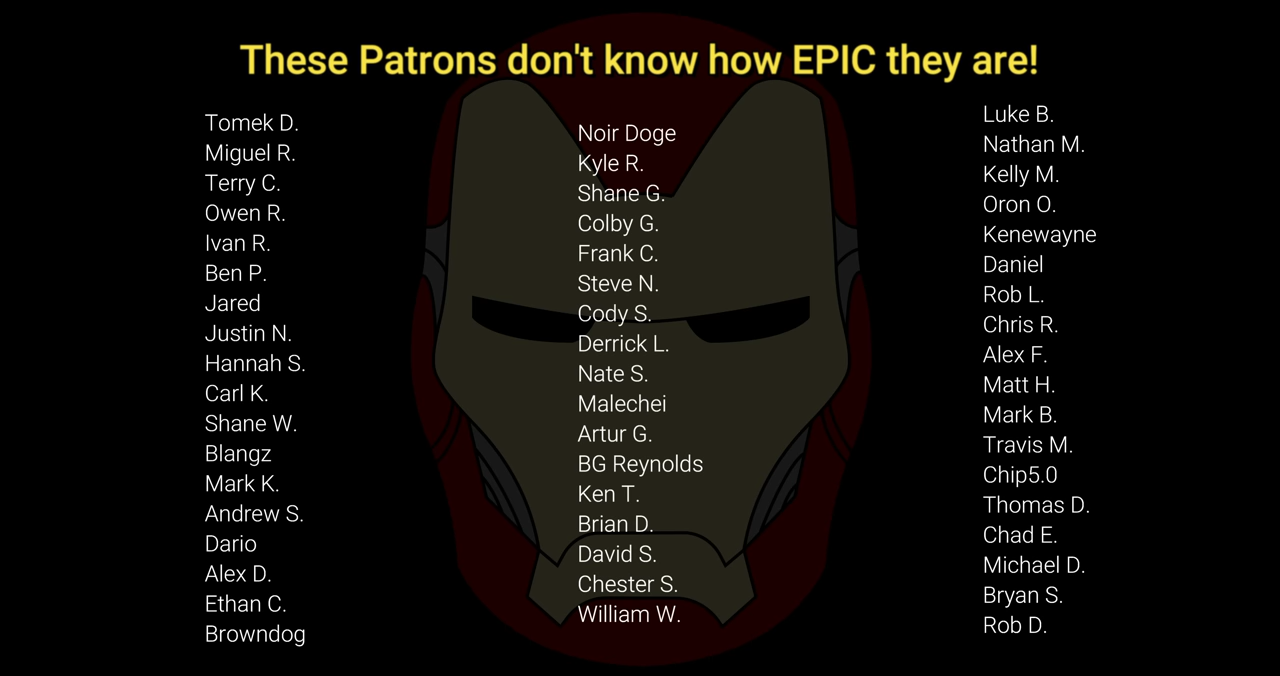 These Patrons don't know how EPIC they are!
Tomek D.
Miguel R.
Terry C.
Owen R.
Ivan R.
Ben P.
Jared
Justin N.
Hannah S.
Carl K.
Shane W.
Blangz
Mark K.
Andrew S.
Dario
Alex D.
Ethan C.
Browndog
Noir Doge
Kyle R.
Shane G.
Colby G.
Frank C.
Steve N.
Cody S.
Derrick L.
Nate S.
Malechei
Artur G.
BG Reynolds
Ken T.
Brian D.
David S.
Chester S.
William W.
Luke B.
Nathan M.
Kelly M.
Oron O.
Kenewayne
Daniel
Rob L.
Chris R.
Alex F.
Matt H.
Mark B.
Travis M.
Chip5.0
Thomas D.
Chad E.
Michael D.
Bryan S.
Rob D.